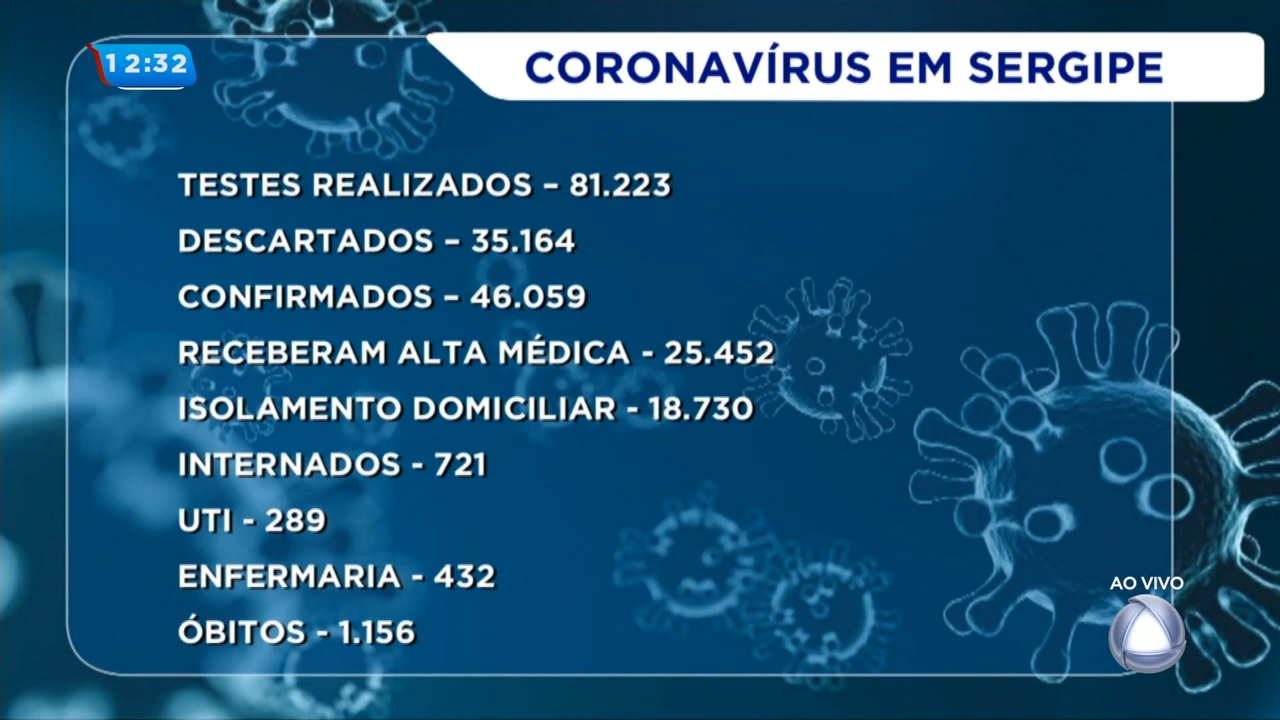 12:32
CORONAVÍRUS EM SERGIPE
TESTES REALIZADOS – 81.223
DESCARTADOS – 35.164
CONFIRMADOS – 46.059
RECEBERAM ALTA MÉDICA - 25.452
ISOLAMENTO DOMICILIAR - 18.730
INTERNADOS - 721
UTI - 289
ENFERMARIA - 432
ÓBITOS - 1.156
AO VIVO